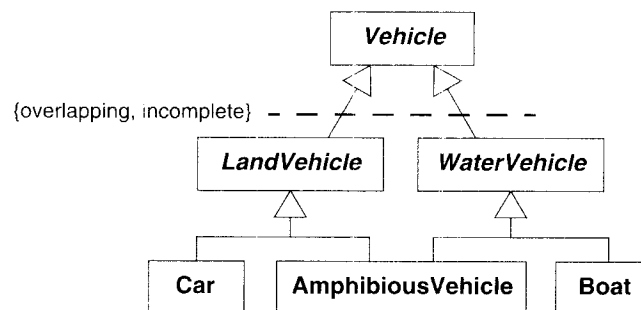 Vehicle
{overlapping, incomplete}
LandVehicle
WaterVehicle
Car
AmphibiousVehicle
Boat